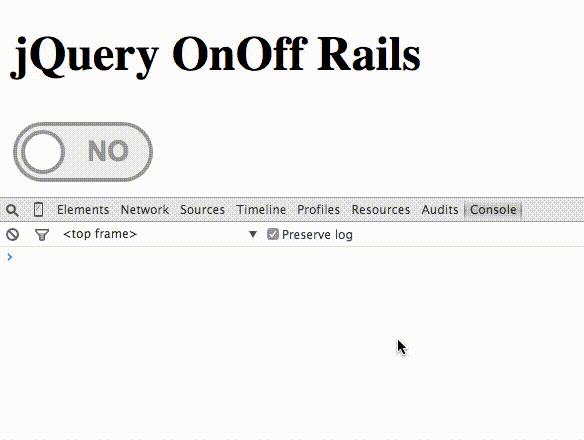 jQuery OnOff Rails
NO
Elements Network Sources Timeline Profiles Resources Audits Console
<top frame> ▼ Preserve log
>